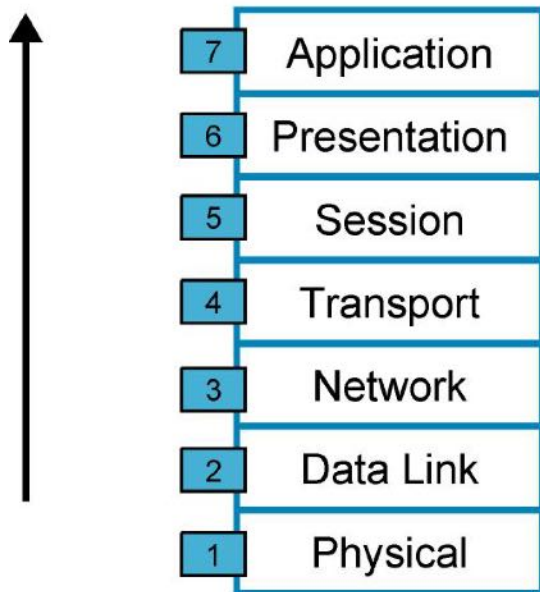 7 Application
6 Presentation
5 Session
4 Transport
3 Network
2 Data Link
1 Physical